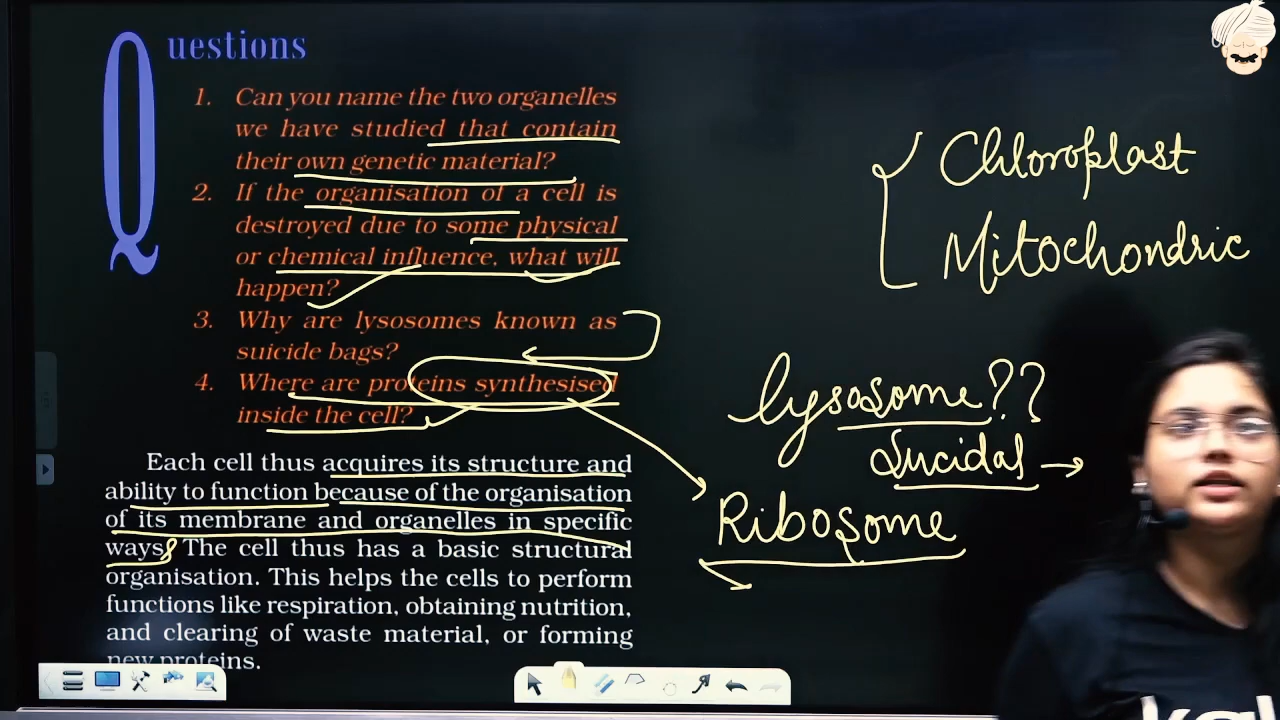 Questions
1. Can you name the two organelles
we have studied that contain
their own genetic material?
2. If the organisation of a cell is
destroyed due to some physical
or chemical influence, what will
happen?
3. Why are lysosomes known as
suicide bags?
4. Where are proteins synthesised
inside the cell?
Each cell thus acquires its structure and
ability to function because of the organisation
of its membrane and organelles in specific
ways. The cell thus has a basic structural
organisation. This helps the cells to perform
functions like respiration, obtaining nutrition,
and clearing of waste material, or forming
new proteins.
Chloroplast
Mitochondric
lysosome??
Sucidal
Ribosome